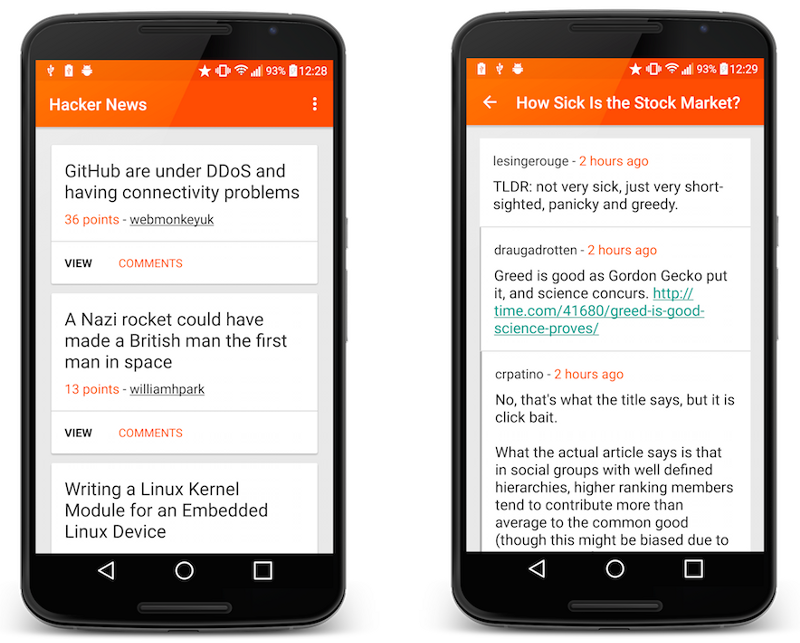 93% 12:28
Hacker News
GitHub are under DDoS and
having connectivity problems
36 points - webmonkeyuk
VIEW COMMENTS
A Nazi rocket could have
made a British man the first
man in space
13 points - williamhpark
VIEW COMMENTS
Writing a Linux Kernel
Module for an Embedded
Linux Device
93% 12:29
How Sick Is the Stock Market?
lesingerouge - 2 hours ago
TLDR: not very sick, just very short-
sighted, panicky and greedy.
draugadrotten - 2 hours ago
Greed is good as Gordon Gecko put
it, and science concurs. http://
time.com/41680/greed-is-good-
science-proves/
crpatino - 2 hours ago
No, that's what the title says, but it is
click bait.
What the actual article says is that
in social groups with well defined
hierarchies, higher ranking members
tend to contribute more than
average to the common good
(though this might be biased due to